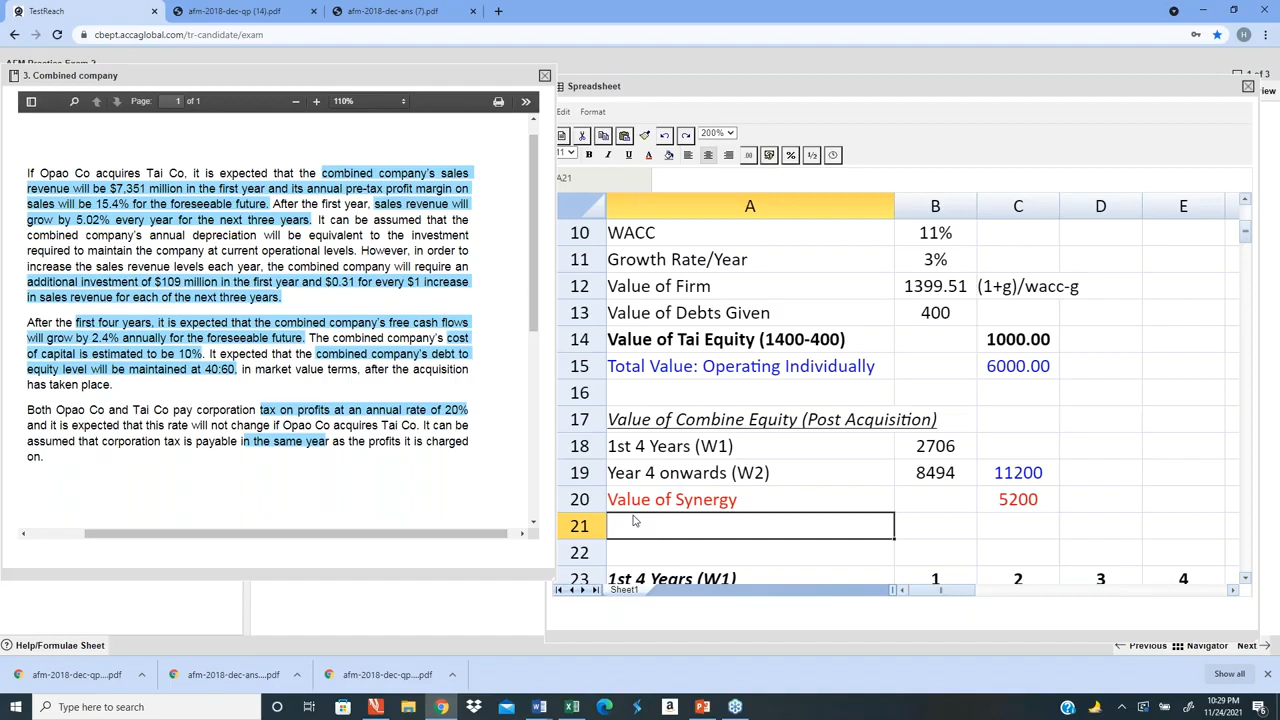 TestReach
afm-2018-dec-qp (14).pdf
afm-2018-dec-ans (7).pdf
cbept.accaglobal.com/tr-candidate/exam
1 of 3
3. Combined company
Page: 1 of 1
110%
If Opao Co acquires Tai Co, it is expected that the combined company's sales
revenue will be $7,351 million in the first year and its annual pre-tax profit margin on
sales will be 15.4% for the foreseeable future. After the first year, sales revenue will
grow by 5.02% every year for the next three years. It can be assumed that the
combined company's annual depreciation will be equivalent to the investment
required to maintain the company at current operational levels. However, in order to
increase the sales revenue levels each year, the combined company will require an
additional investment of $109 million in the first year and $0.31 for every $1 increase
in sales revenue for each of the next three years.
After the first four years, it is expected that the combined company's free cash flows
will grow by 2.4% annually for the foreseeable future. The combined company's cost
of capital is estimated to be 10%. It expected that the combined company's debt to
equity level will be maintained at 40:60, in market value terms, after the acquisition
has taken place.
Both Opao Co and Tai Co pay corporation tax on profits at an annual rate of 20%
and it is expected that this rate will not change if Opao Co acquires Tai Co. It can be
assumed that corporation tax is payable in the same year as the profits it is charged
on.
Spreadsheet
Edit Format
200%
11 B I U A .00 % ½
A21
A B C D E
10 WACC 11%
11 Growth Rate/Year 3%
12 Value of Firm 1399.51 (1+g)/wacc-g
13 Value of Debts Given 400
14 Value of Tai Equity (1400-400) 1000.00
15 Total Value: Operating Individually 6000.00
16
17 Value of Combine Equity (Post Acquisition)
18 1st 4 Years (W1) 2706
19 Year 4 onwards (W2) 8494 11200
20 Value of Synergy 5200
21
22
23 1st 4 Years (W1) 1 2 3 4
Sheet1
Help/Formulae Sheet
Previous Navigator Next
afm-2018-dec-qp....pdf
afm-2018-dec-ans....pdf
afm-2018-dec-qp....pdf
Show all
Type here to search
10:29 PM
11/24/2021